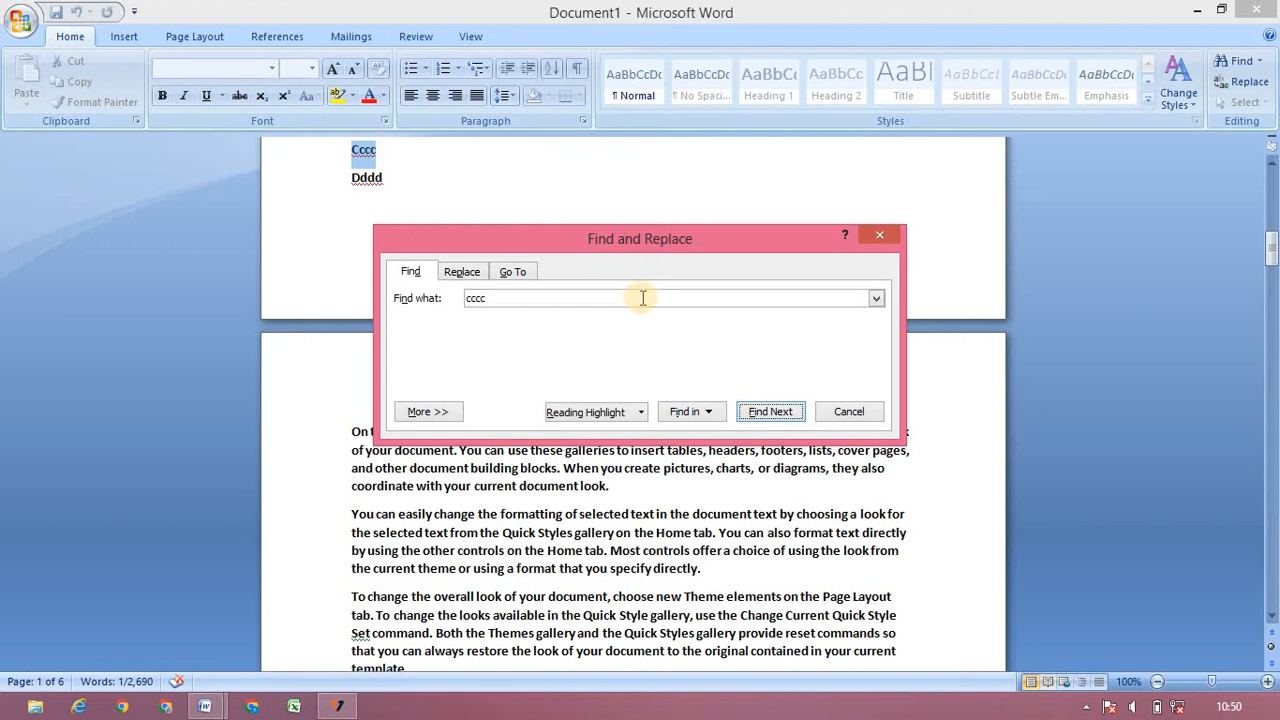 Document1 - Microsoft Word
Home Insert Page Layout References Mailings Review View
Paste
Cut
Copy
Format Painter
Clipboard
Font
Paragraph
AaBbCcDc
¶ Normal
AaBbCcDc
¶ No Spaci...
AaBbC
Heading 1
AaBbCc
Heading 2
AaBl
Title
AaBbCcL
Subtitle
AaBbCcDc
Subtle Em...
AaBbCcDc
Emphasis
Change
Styles
Styles
Find
Replace
Select
Editing
Cccc
Dddd
Find and Replace
Find Replace Go To
Find what: cccc
More >> Reading Highlight Find in Find Next Cancel
On t
of your document. You can use these galleries to insert tables, headers, footers, lists, cover pages,
and other document building blocks. When you create pictures, charts, or diagrams, they also
coordinate with your current document look.
You can easily change the formatting of selected text in the document text by choosing a look for
the selected text from the Quick Styles gallery on the Home tab. You can also format text directly
by using the other controls on the Home tab. Most controls offer a choice of using the look from
the current theme or using a format that you specify directly.
To change the overall look of your document, choose new Theme elements on the Page Layout
tab. To change the looks available in the Quick Style gallery, use the Change Current Quick Style
Set command. Both the Themes gallery and the Quick Styles gallery provide reset commands so
that you can always restore the look of your document to the original contained in your current
template.
Page: 1 of 6 Words: 1/2,690 100%
10:50